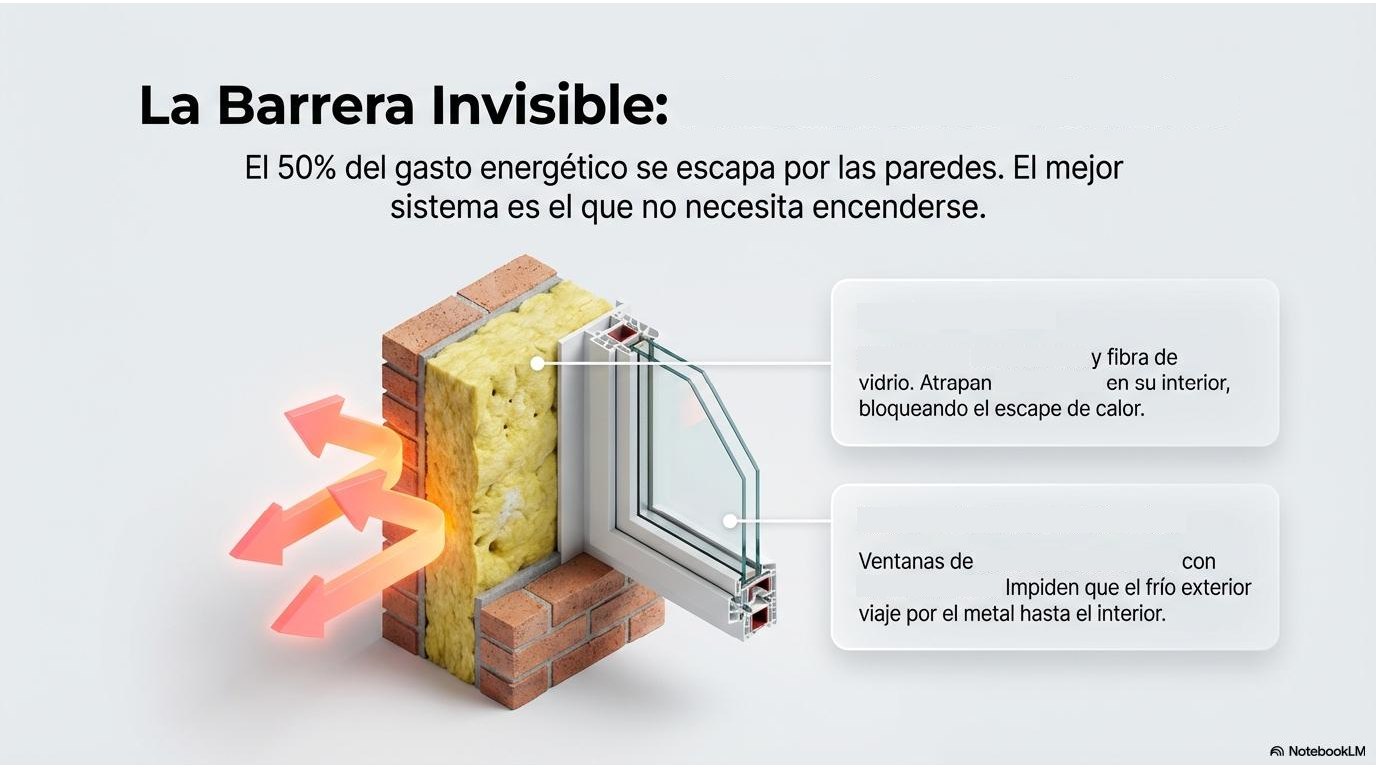 La Barrera Invisible:
El 50% del gasto energético se escapa por las paredes. El mejor
sistema es el que no necesita encenderse.
y fibra de
vidrio. Atrapan en su interior,
bloqueando el escape de calor.
Ventanas de con
Impiden que el frío exterior
viaje por el metal hasta el interior.
NotebookLM